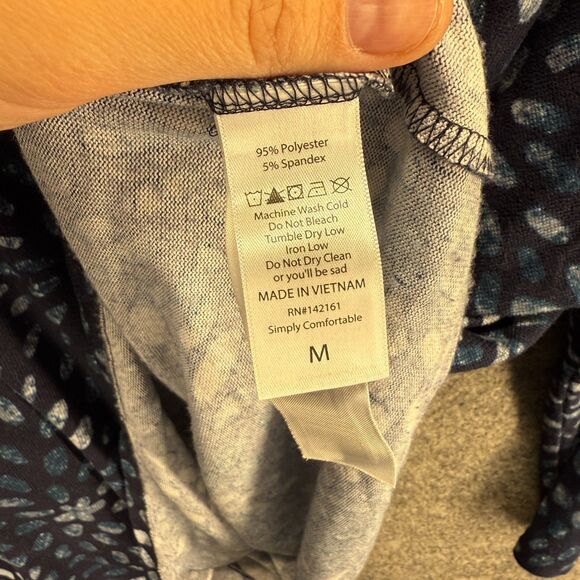 95% Polyester
5% Spandex
Machine Wash Cold
Do Not Bleach
Tumble Dry Low
Iron Low
Do Not Dry Clean
or you'll be sad
MADE IN VIETNAM
RN#142161
Simply Comfortable
M